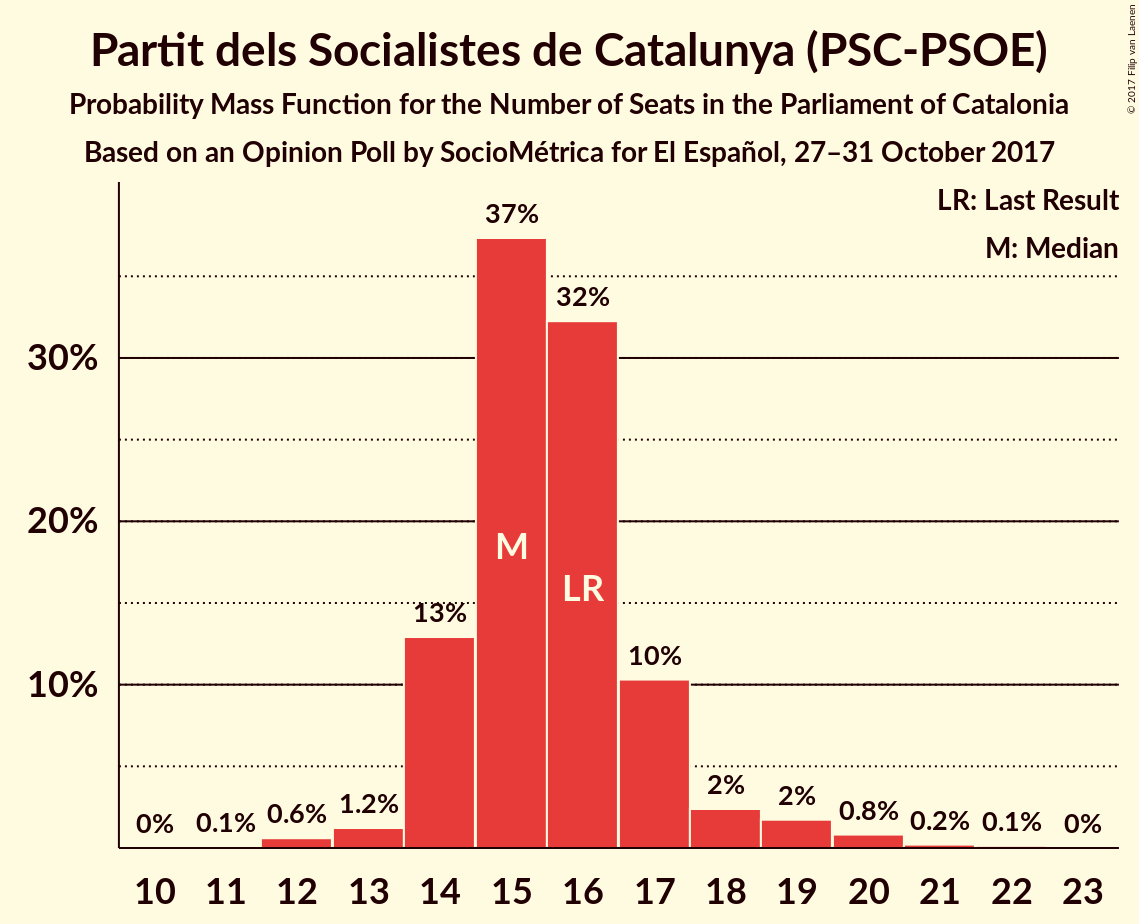 Partit dels Socialistes de Catalunya (PSC-PSOE)
Probability Mass Function for the Number of Seats in the Parliament of Catalonia
Based on an Opinion Poll by SocioMétrica for El Español, 27–31 October 2017
© 2017 Filip van Laenen
LR: Last Result
M: Median
37%
32%
30%
20%
M
LR
13%
10%
10%
2%
2%
0%
0.1%
0.6%
1.2%
0.8%
0.2%
0.1%
0%
10 11 12 13 14 15 16 17 18 19 20 21 22 23